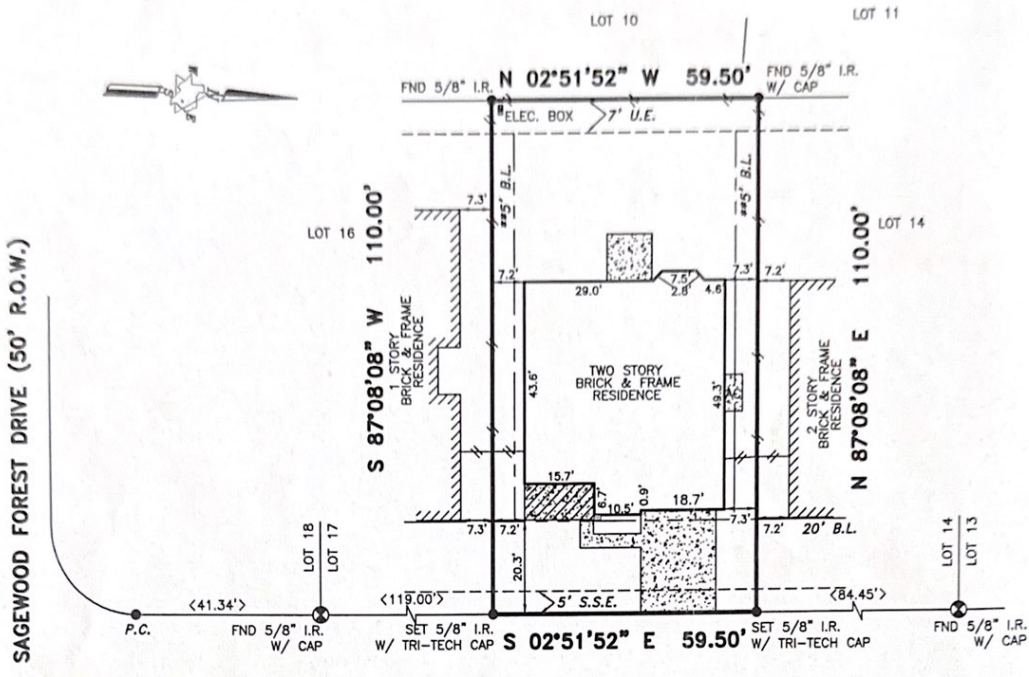 LOT 10
LOT 11
N 02°51'52" W 59.50'
FND 5/8" I.R.
FND 5/8" I.R.
W/ CAP
ELEC. BOX
7' U.E.
**5' B.L.
**5' B.L.
7.3'
LOT 16
LOT 14
S 87°08'08" W 110.00'
N 87°08'08" E 110.00'
SAGEWOOD FOREST DRIVE (50' R.O.W.)
7.2'
29.0'
7.5'
2.8'
4.6
7.3'
7.2'
1 STORY
BRICK & FRAME
RESIDENCE
43.6'
TWO STORY
BRICK & FRAME
RESIDENCE
49.3'
2 STORY
BRICK & FRAME
RESIDENCE
15.7'
6.7'
10.5'
0.9'
18.7'
7.3'
7.2'
7.3'
7.2'
20' B.L.
20.3'
LOT 18
LOT 17
LOT 14
LOT 13
<41.34'>
<119.00'>
5' S.S.E.
<84.45'>
P.C.
FND 5/8" I.R.
W/ CAP
SET 5/8" I.R.
W/ TRI-TECH CAP
S 02°51'52" E 59.50'
SET 5/8" I.R.
W/ TRI-TECH CAP
FND 5/8" I.R.
W/ CAP